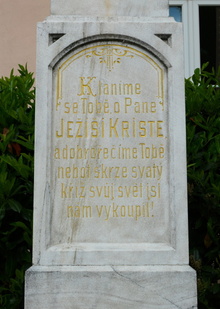 Klaníme
se Tobě ó Pane
JEŽÍŠI KRISTE
a dobrořečíme Tobě,
neboť skrze svatý
kříž svůj svět jsi
nám vykoupil.